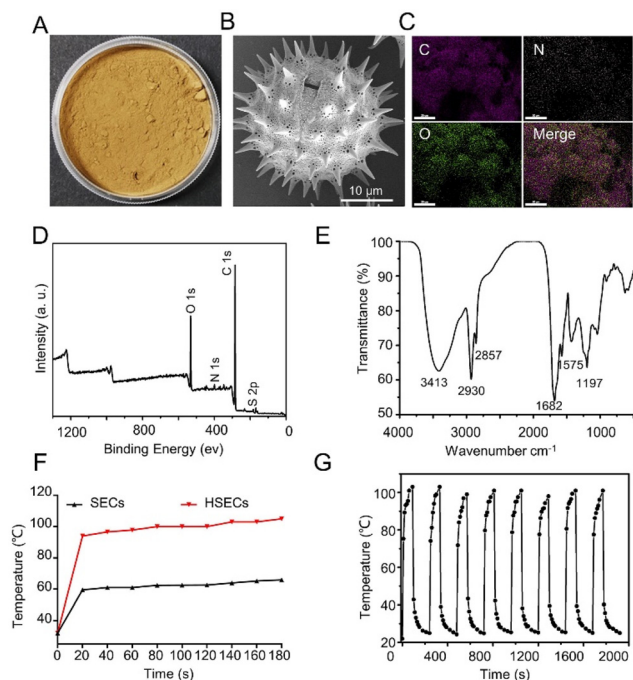 A
B
10 µm
C
C
N
O
Merge
D
Intensity (a. u.)
O 1s
N 1s
C 1s
S 2p
1200
900
600
300
0
Binding Energy (ev)
E
Transmittance (%)
100
90
80
70
60
50
3413
2930
2857
1682
1575
1197
4000
3000
2000
1000
Wavenumber cm⁻¹
F
Temperature (℃)
SECs
HSECs
120
100
80
60
40
0 20 40 60 80 100 120 140 160 180
Time (s)
G
Temperature (℃)
100
80
60
40
20
0
400
800
1200
1600
2000
Time (s)